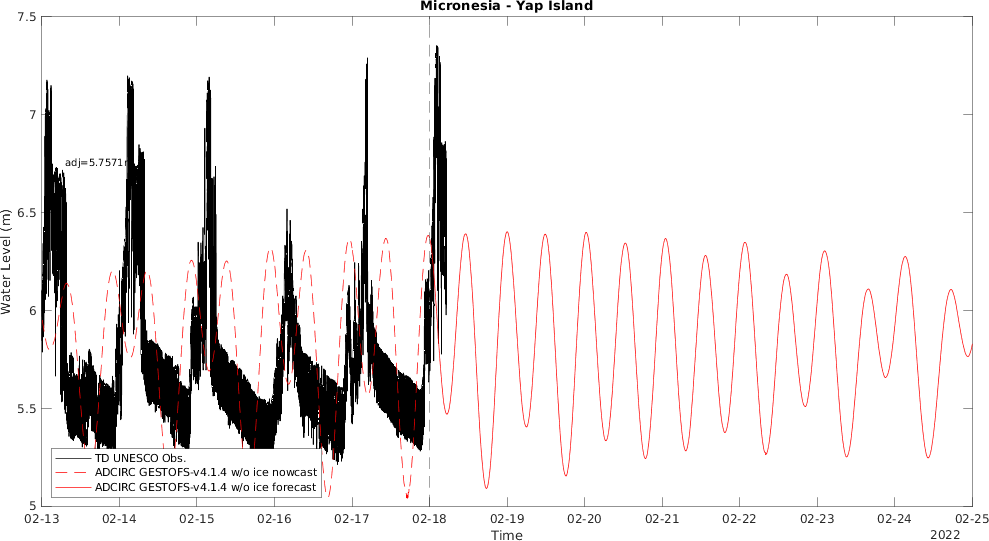 Micronesia - Yap Island
7.5
7
6.5
6
5.5
5
Water Level (m)
adj=5.7571
TD UNESCO Obs.
ADCIRC GESTOFS-v4.1.4 w/o ice nowcast
ADCIRC GESTOFS-v4.1.4 w/o ice forecast
02-13 02-14 02-15 02-16 02-17 02-18 02-19 02-20 02-21 02-22 02-23 02-24 02-25
Time
2022